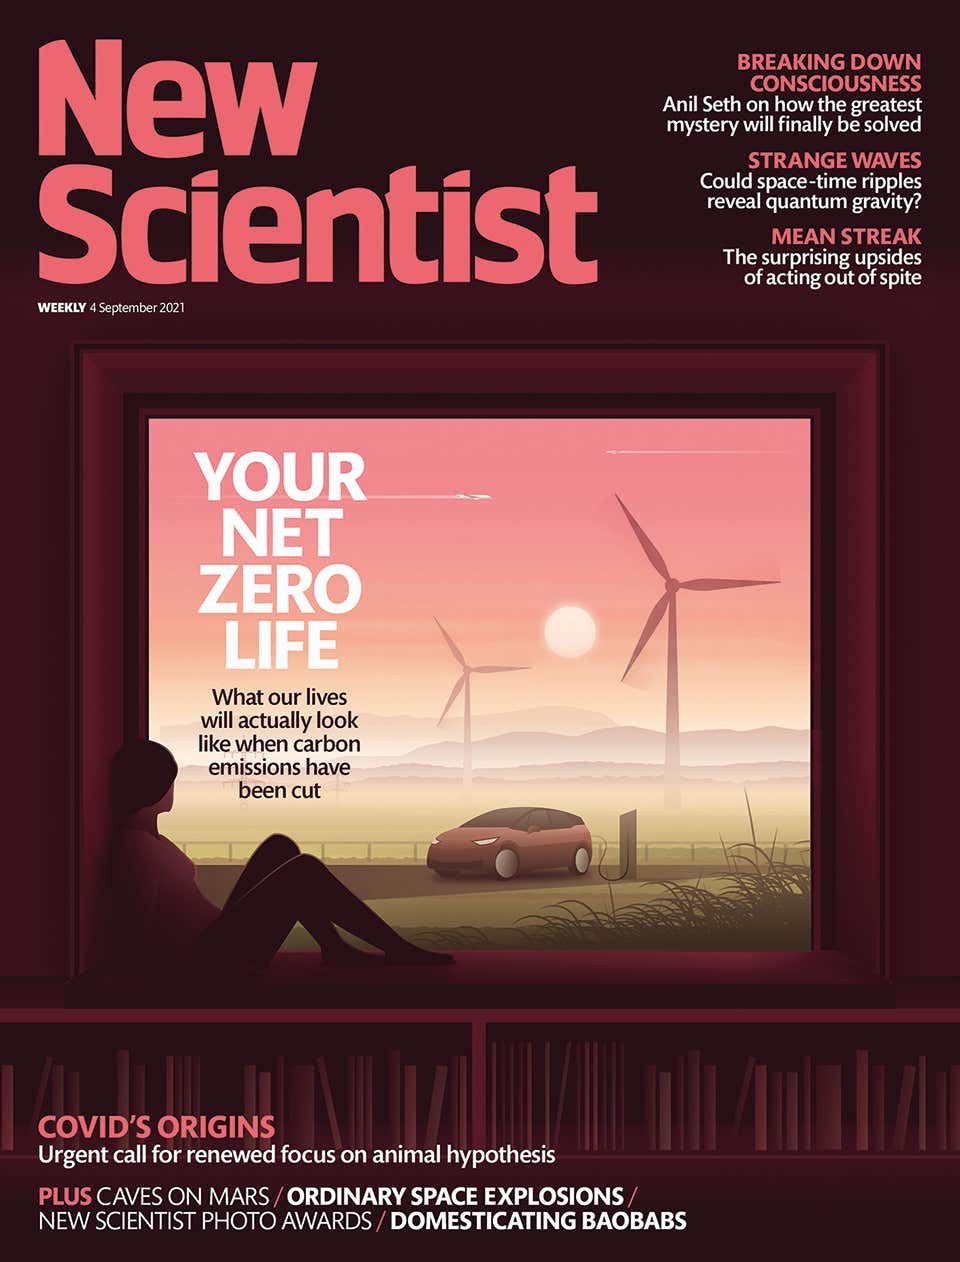 New
Scientist
WEEKLY 4 September 2021
BREAKING DOWN
CONSCIOUSNESS
Anil Seth on how the greatest
mystery will finally be solved
STRANGE WAVES
Could space-time ripples
reveal quantum gravity?
MEAN STREAK
The surprising upsides
of acting out of spite
YOUR
NET
ZERO
LIFE
What our lives
will actually look
like when carbon
emissions have
been cut
COVID'S ORIGINS
Urgent call for renewed focus on animal hypothesis
PLUS CAVES ON MARS / ORDINARY SPACE EXPLOSIONS /
NEW SCIENTIST PHOTO AWARDS / DOMESTICATING BAOBABS